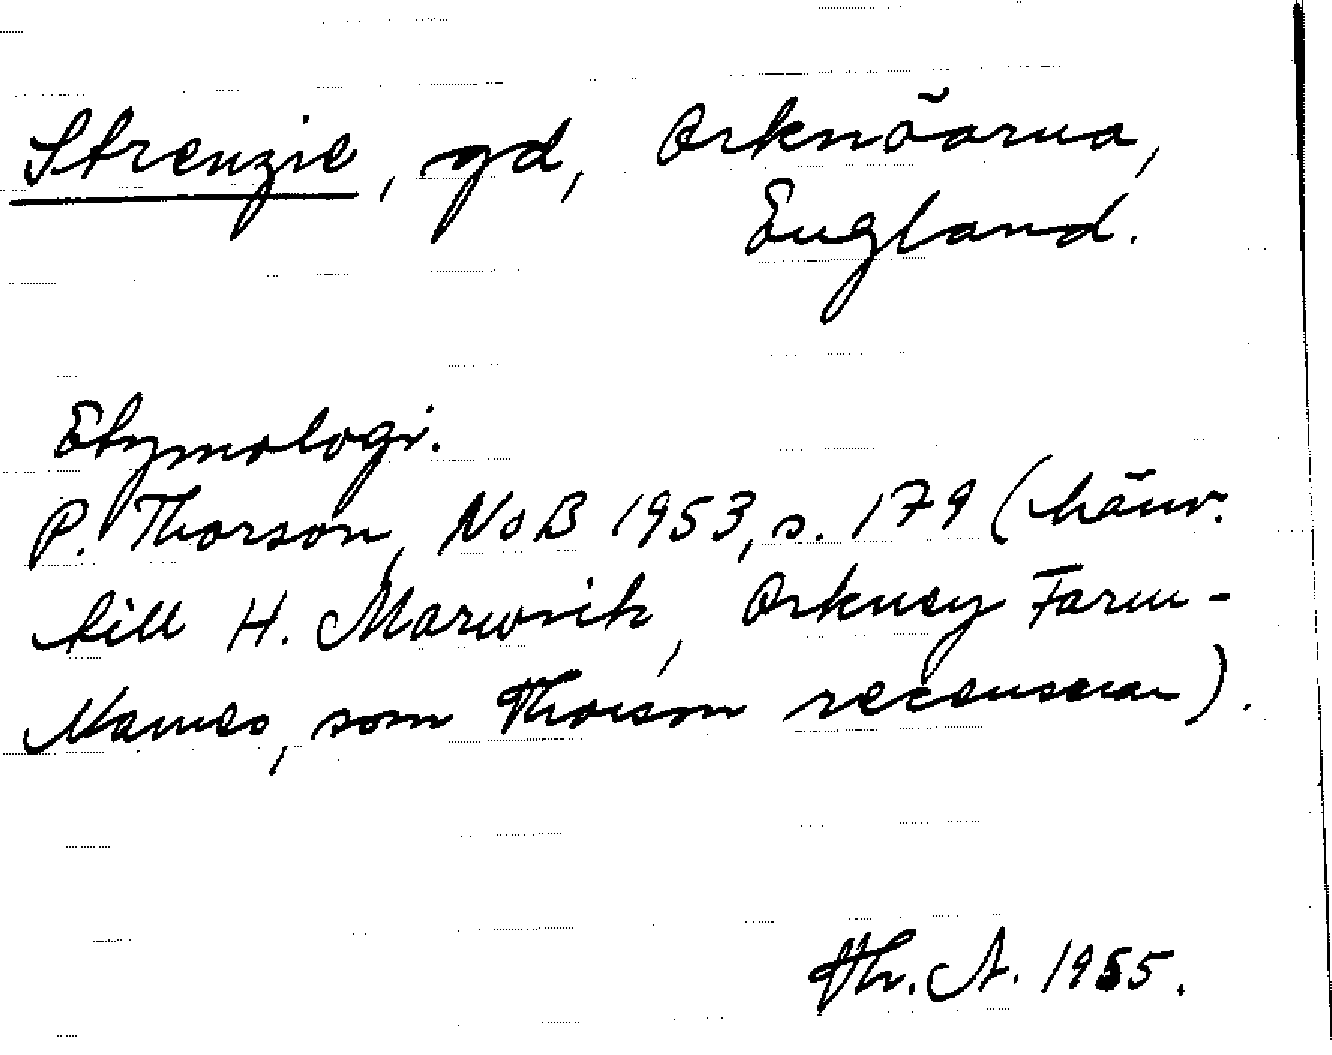 Strenzie, gd, Orknöarna,
England.
Etymologi.
P. Thorson, NoB 1953, s. 179 (hänv.
till H. Marwick, Orkney Farm-
Names, som Thorson recenserar).
Th. A. 1955.